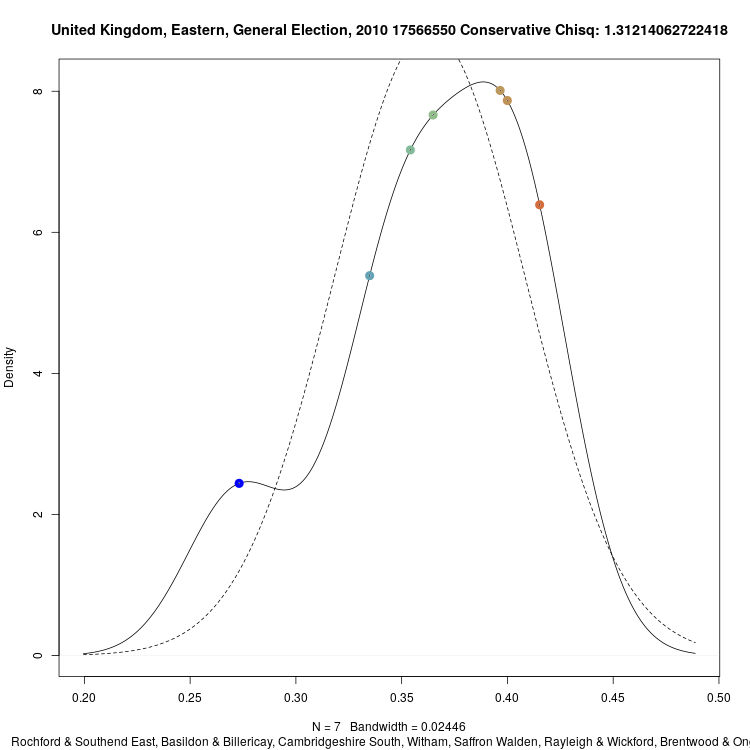 United Kingdom, Eastern, General Election, 2010 17566550 Conservative Chisq: 1.31214062722418
Density
8
6
4
2
0
0.20 0.25 0.30 0.35 0.40 0.45 0.50
N = 7 Bandwidth = 0.02446
Rochford & Southend East, Basildon & Billericay, Cambridgeshire South, Witham, Saffron Walden, Rayleigh & Wickford, Brentwood &